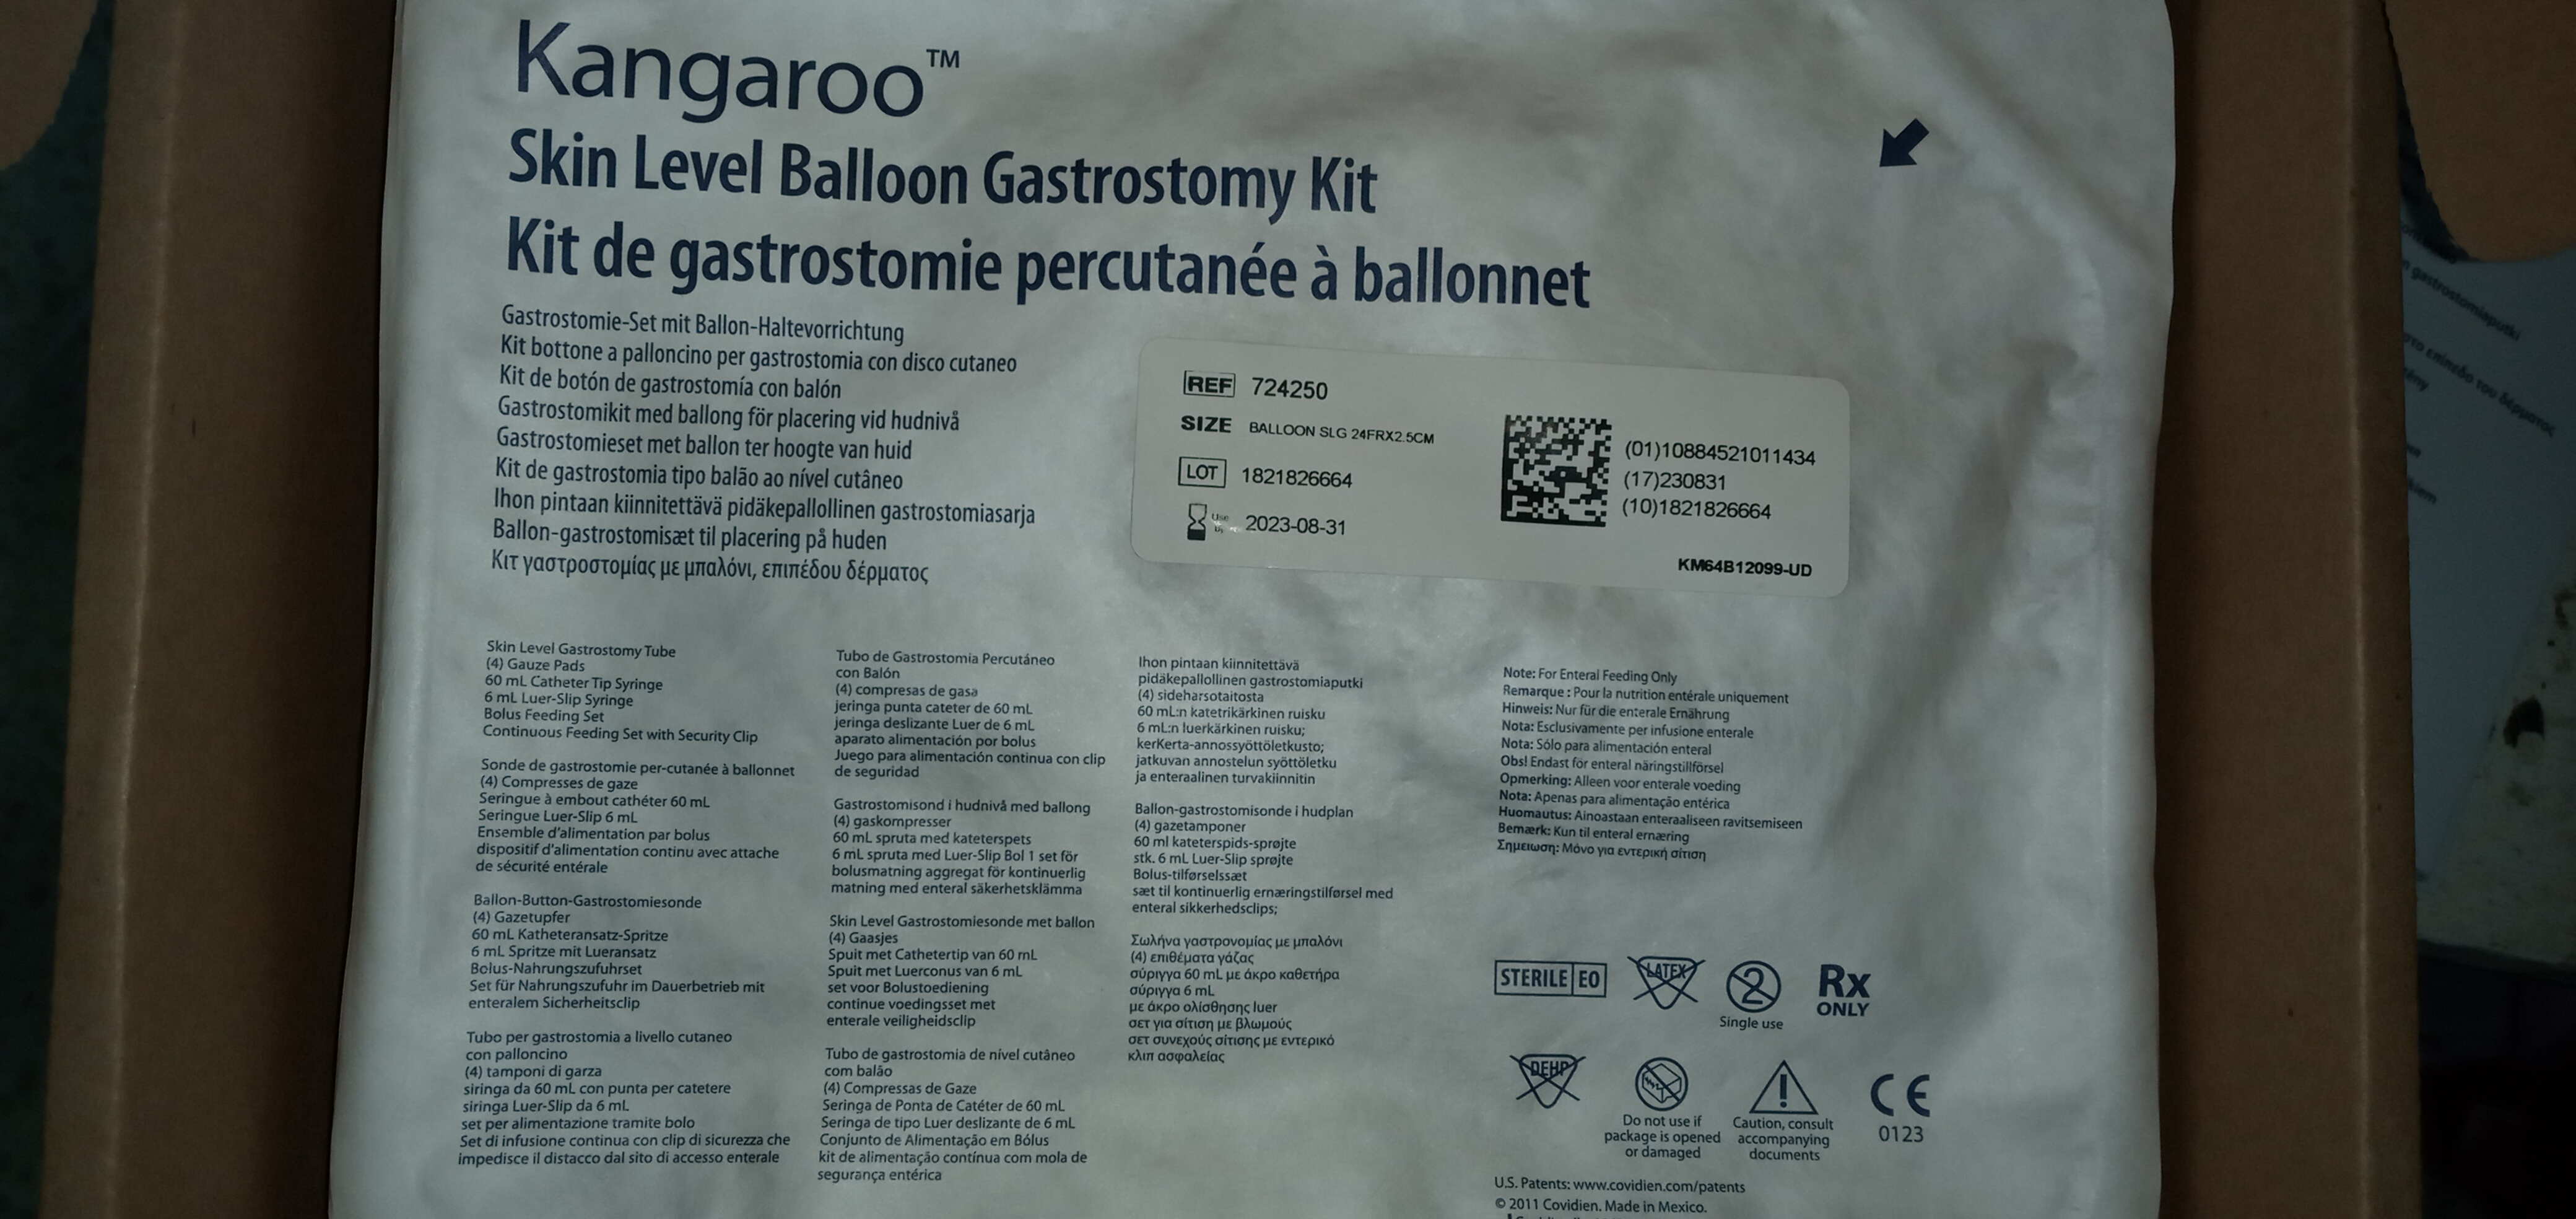 Kangaroo™
Skin Level Balloon Gastrostomy Kit
Kit de gastrostomie percutanée à ballonnet
Gastrostomie-Set mit Ballon-Haltevorrichtung
Kit bottone a palloncino per gastrostomia con disco cutaneo
Kit de botón de gastrostomía con balón
Gastrostomikit med ballong för placering vid hudnivå
Gastrostomieset met ballon ter hoogte van huid
Kit de gastrostomia tipo balão ao nível cutâneo
Ihon pintaan kiinnitettävä pidäkepallollinen gastrostomiasarja
Ballon-gastrostomisæt til placering på huden
Κιτ γαστροστομίας με μπαλόνι, επιπέδου δέρματος
REF 724250
SIZE BALLOON SLG 24FRX2.5CM
LOT 1821826664
Use by 2023-08-31
(01)10884521011434
(17)230831
(10)1821826664
KM64B12099-UD
Skin Level Gastrostomy Tube
(4) Gauze Pads
60 mL Catheter Tip Syringe
6 mL Luer-Slip Syringe
Bolus Feeding Set
Continuous Feeding Set with Security Clip
Sonde de gastrostomie per-cutanée à ballonnet
(4) Compresses de gaze
Seringue à embout cathéter 60 mL
Seringue Luer-Slip 6 mL
Ensemble d'alimentation par bolus
dispositif d'alimentation continu avec attache
de sécurité entérale
Ballon-Button-Gastrostomiesonde
(4) Gazetupfer
60 mL Katheteransatz-Spritze
6 mL Spritze mit Lueransatz
Bolus-Nahrungszufuhrset
Set für Nahrungszufuhr im Dauerbetrieb mit
enteralem Sicherheitsclip
Tubo per gastrostomia a livello cutaneo
con palloncino
(4) tamponi di garza
siringa da 60 mL con punta per catetere
siringa Luer-Slip da 6 mL
set per alimentazione tramite bolo
Set di infusione continua con clip di sicurezza che
impedisce il distacco dal sito di accesso enterale
Tubo de Gastrostomia Percutáneo
con Balón
(4) compresas de gasa
jeringa punta cateter de 60 mL
jeringa deslizante Luer de 6 mL
aparato alimentación por bolus
Juego para alimentación continua con clip
de seguridad
Gastrostomisond i hudnivå med ballong
(4) gaskompresser
60 mL spruta med kateterspets
6 mL spruta med Luer-Slip Bol 1 set för
bolusmatning aggregat för kontinuerlig
matning med enteral säkerhetsklämma
Skin Level Gastrostomiesonde met ballon
(4) Gaasjes
Spuit met Cathetertip van 60 mL
Spuit met Luerconus van 6 mL
set voor Bolustoediening
continue voedingsset met
enterale veiligheidsclip
Tubo de gastrostomia de nível cutâneo
com balão
(4) Compressas de Gaze
Seringa de Ponta de Catéter de 60 mL
Seringa de tipo Luer deslizante de 6 mL
Conjunto de Alimentação em Bólus
kit de alimentação contínua com mola de
segurança entérica
Ihon pintaan kiinnitettävä
pidäkepallollinen gastrostomiaputki
(4) sideharsotaitosta
60 mL:n katetrikärkinen ruisku
6 mL:n luerkärkinen ruisku;
kerKerta-annossyöttöletkusto;
jatkuvan annostelun syöttöletku
ja enteraalinen turvakiinnitin
Ballon-gastrostomisonde i hudplan
(4) gazetamponer
60 ml kateterspids-sprøjte
stk. 6 mL Luer-Slip sprøjte
Bolus-tilførselssæt
sæt til kontinuerlig ernæringstilførsel med
enteral sikkerhedsclips;
Σωλήνα γαστρονομίας με μπαλόνι
(4) επιθέματα γάζας
σύριγγα 60 mL με άκρο καθετήρα
σύριγγα 6 mL
με άκρο ολίσθησης luer
σετ για σίτιση με βλωμούς
σετ συνεχούς σίτισης με εντερικό
κλιπ ασφαλείας
Note: For Enteral Feeding Only
Remarque : Pour la nutrition entérale uniquement
Hinweis: Nur für die enterale Ernährung
Nota: Esclusivamente per infusione enterale
Nota: Sólo para alimentación enteral
Obs! Endast för enteral näringstillförsel
Opmerking: Alleen voor enterale voeding
Nota: Apenas para alimentação entérica
Huomautus: Ainoastaan enteraaliseen ravitsemiseen
Bemærk: Kun til enteral ernæring
Σημειωση: Μόνο για εντερική σίτιση
STERILE EO
LATEX
2
Single use
Rx
ONLY
DEHP
Do not use if
package is opened
or damaged
Caution, consult
accompanying
documents
CE
0123
U.S. Patents: www.covidien.com/patents
© 2011 Covidien. Made in Mexico.
gastrostomiaputki
στο επίπεδο του δέρματος